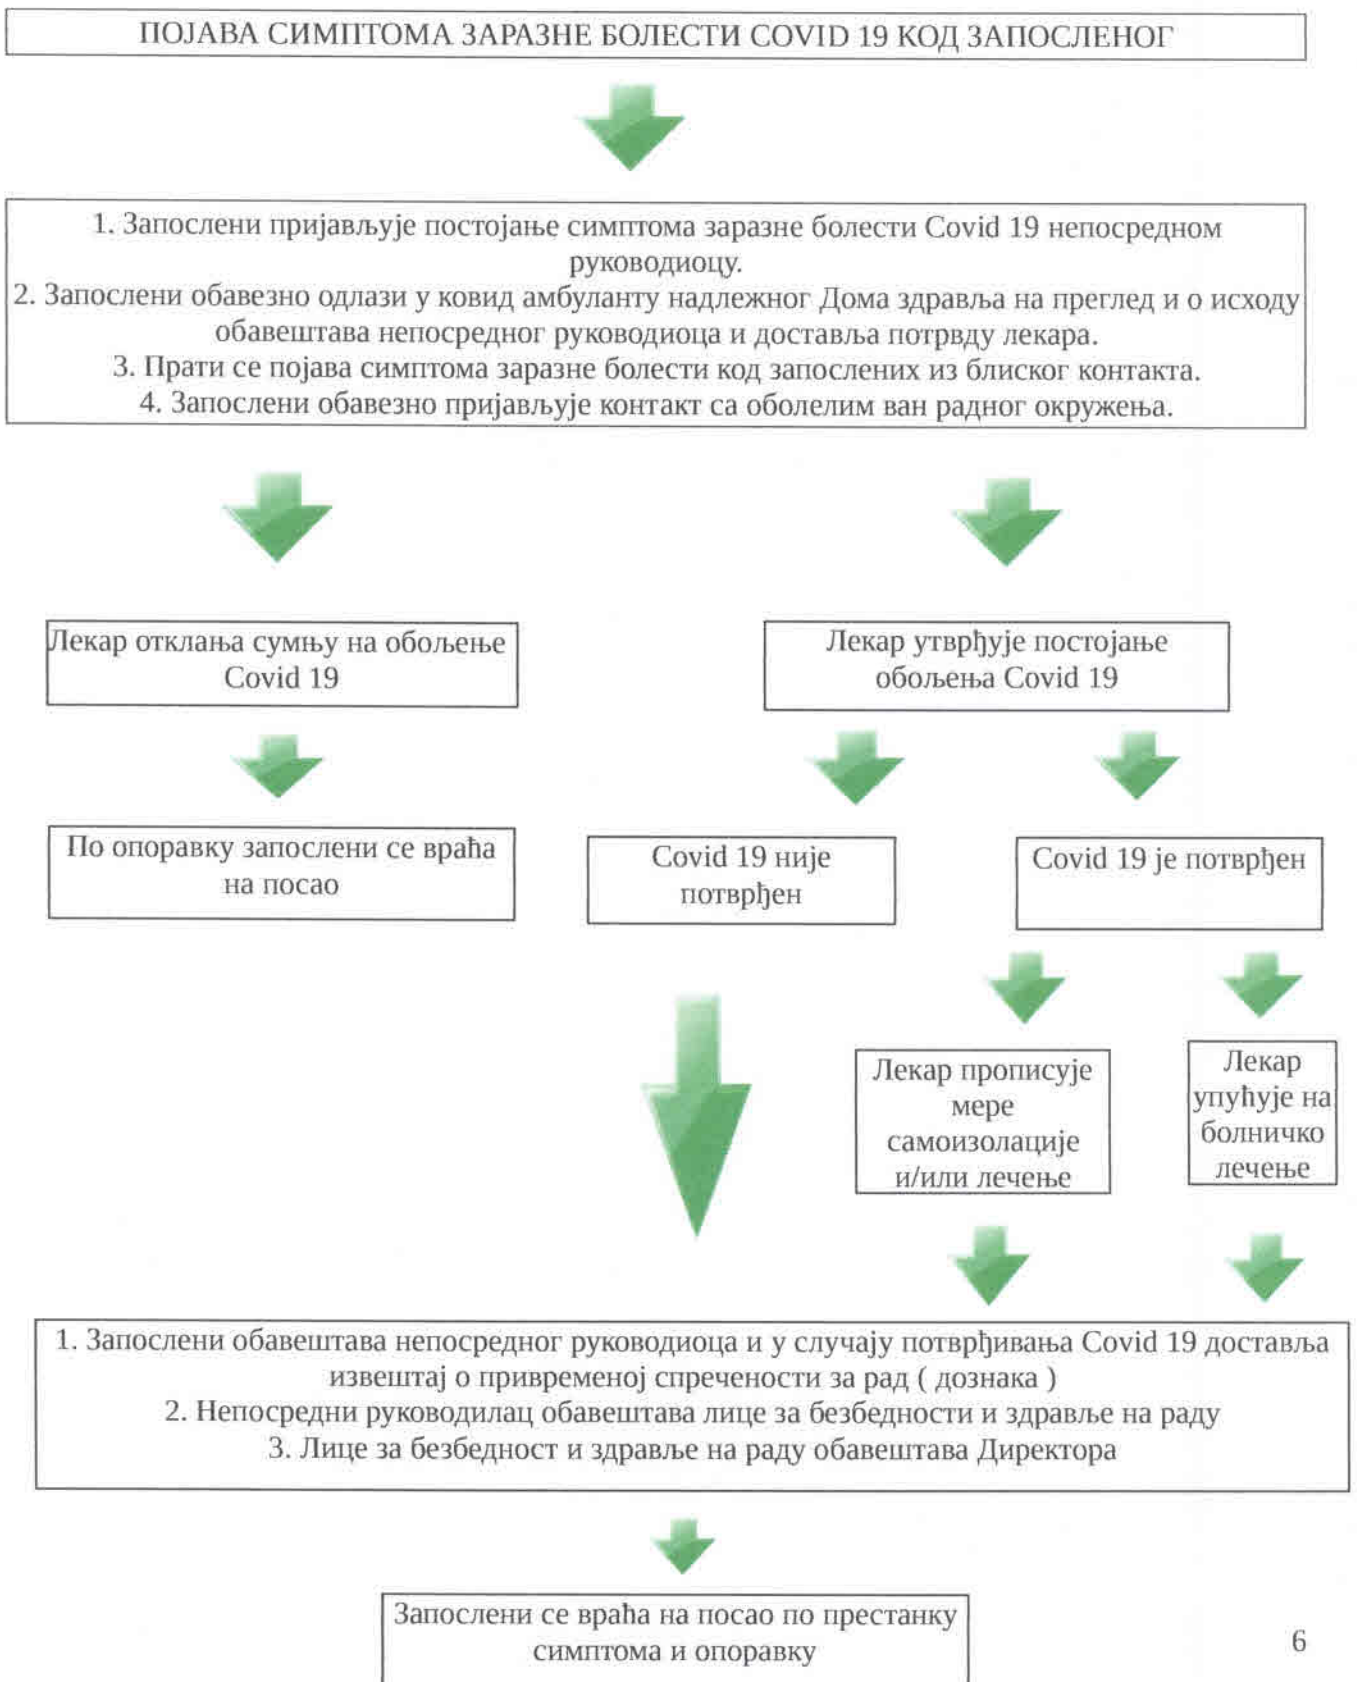 ПОЈАВА СИМПТОМА ЗАРАЗНЕ БОЛЕСТИ COVID 19 КОД ЗАПОСЛЕНОГ
1. Запослени пријављује постојање симптома заразне болести Covid 19 непосредном
руководиоцу.
2. Запослени обавезно одлази у ковид амбуланту надлежног Дома здравља на преглед и о исходу
обавештава непосредног руководиоца и доставља потрвду лекара.
3. Прати се појава симптома заразне болести код запослених из блиског контакта.
4. Запослени обавезно пријављује контакт са оболелим ван радног окружења.
Лекар отклања сумњу на обољење
Covid 19
Лекар утврђује постојање
обољења Covid 19
По опоравку запослени се враћа
на посао
Covid 19 није
потврђен
Covid 19 је потврђен
Лекар прописује
мере
самоизолације
и/или лечење
Лекар
упућује на
болничко
лечење
1. Запослени обавештава непосредног руководиоца и у случају потврђивања Covid 19 доставља
извештај о привременој спречености за рад ( дознака )
2. Непосредни руководилац обавештава лице за безбедности и здравље на раду
3. Лице за безбедност и здравље на раду обавештава Директора
Запослени се враћа на посао по престанку
симптома и опоравку
6